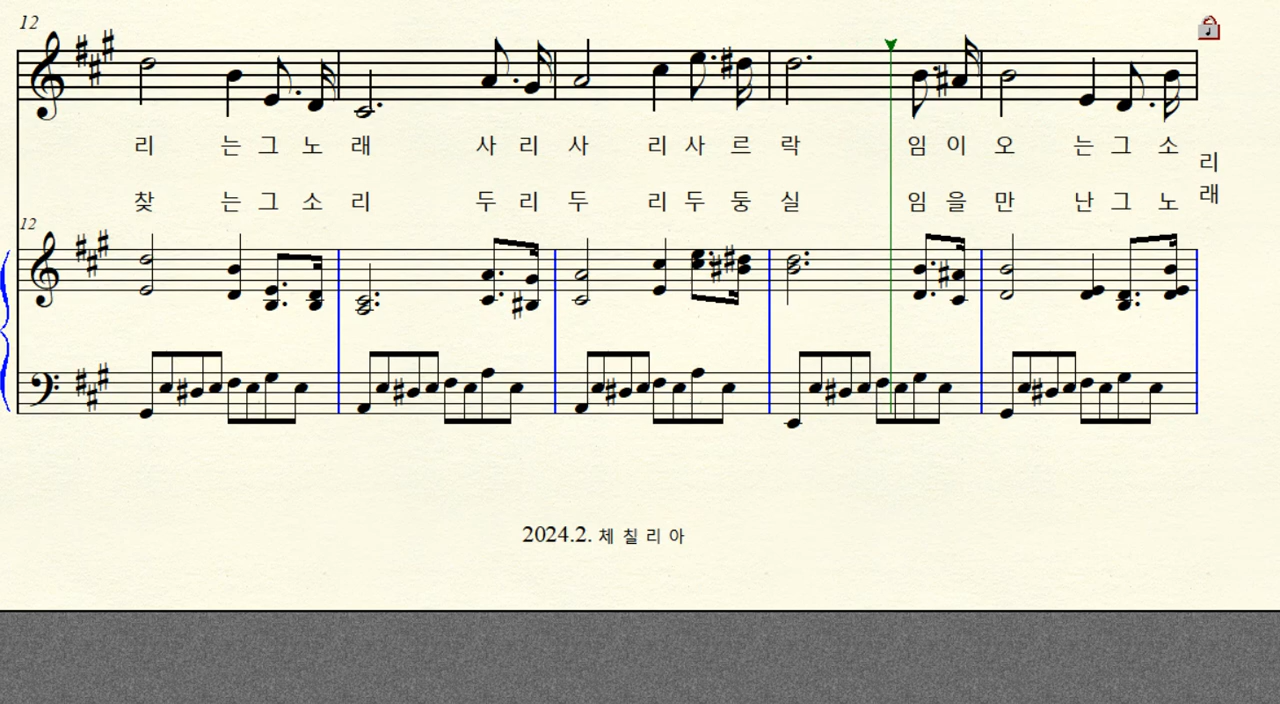 12
리 는 그 노 래 사 리 사 리 사 르 락 임 이 오 는 그 소 리
찾 는 그 소 리 두 리 두 리 두 둥 실 임 을 만 난 그 노 래
12
2024.2. 체 칠 리 아